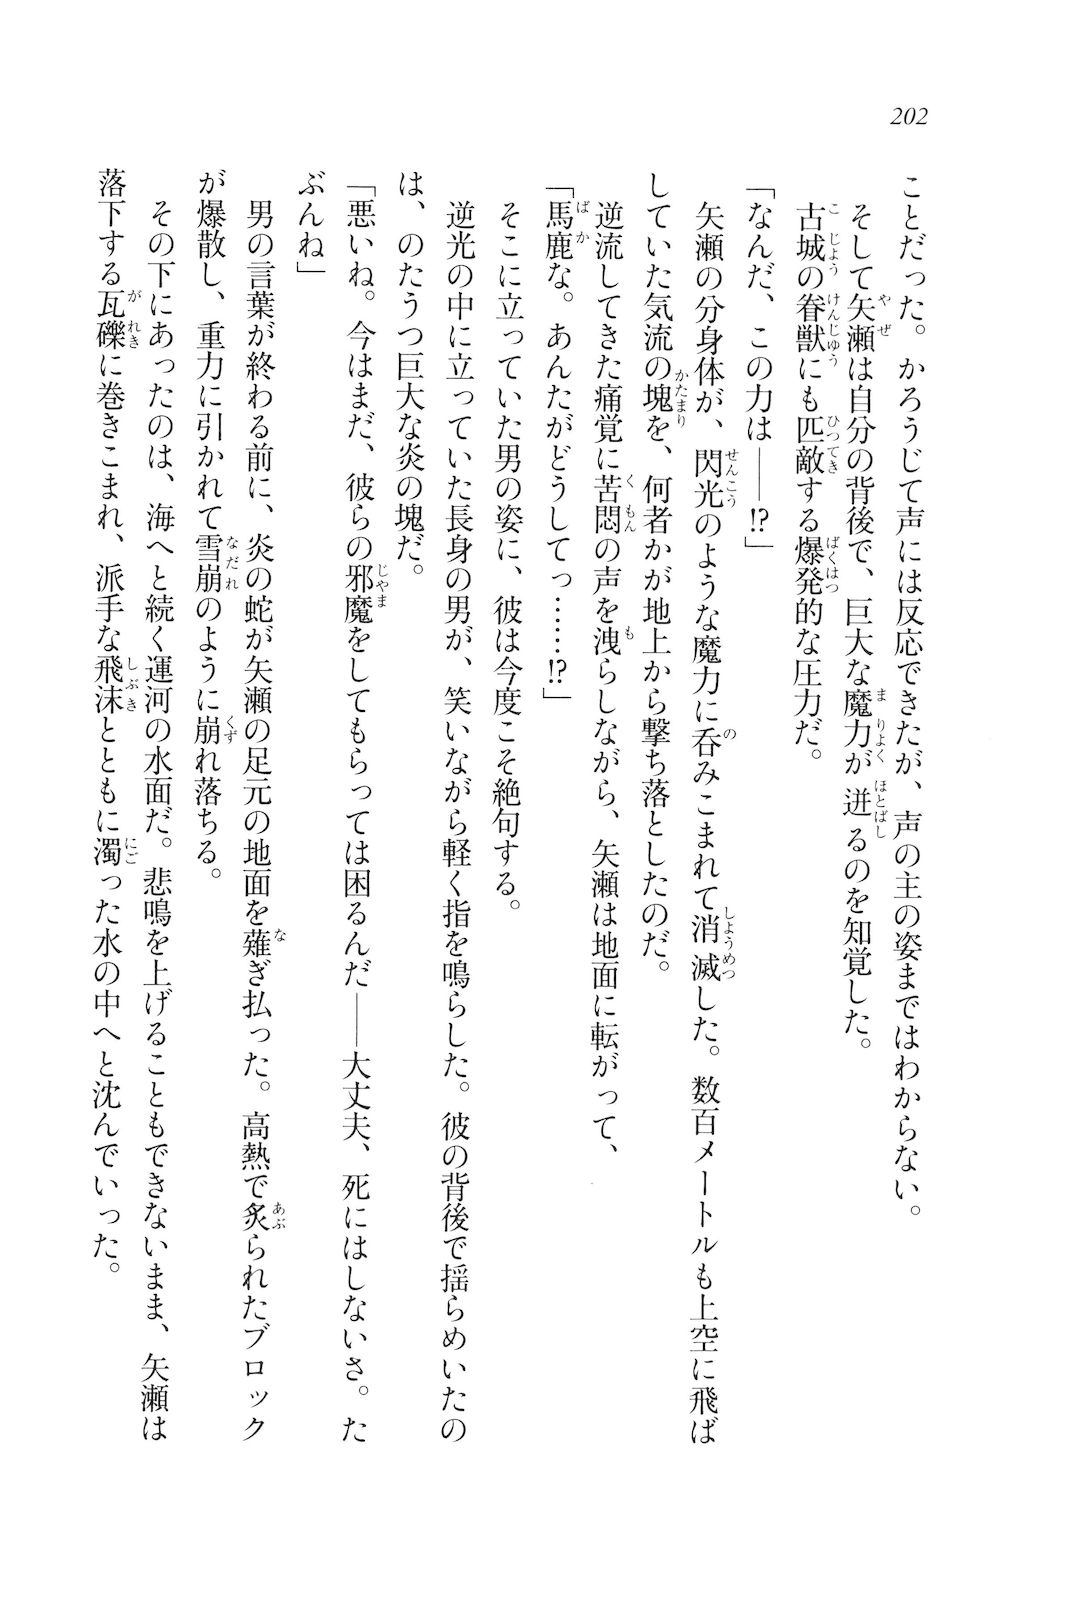 202
ことだった。かろうじて声には反応できたが、声の主の姿まではわからない。
そして矢瀬は自分の背後で、巨大な魔力が迸るのを知覚した。
古城の眷獣にも匹敵する爆発的な圧力だ。
「なんだ、この力は――!?」
矢瀬の分身体が、閃光のような魔力に呑みこまれて消滅した。数百メートルも上空に飛ば
していた気流の塊を、何者かが地上から撃ち落としたのだ。
逆流してきた痛覚に苦悶の声を洩らしながら、矢瀬は地面に転がって、
「馬鹿な。あんたがどうしてっ……!?」
そこに立っていた男の姿に、彼は今度こそ絶句する。
逆光の中に立っていた長身の男が、笑いながら軽く指を鳴らした。彼の背後で揺らめいたの
は、のたうつ巨大な炎の塊だ。
「悪いね。今はまだ、彼らの邪魔をしてもらっては困るんだ――大丈夫、死にはしないさ。た
ぶんね」
男の言葉が終わる前に、炎の蛇が矢瀬の足元の地面を薙ぎ払った。高熱で炙られたブロック
が爆散し、重力に引かれて雪崩のように崩れ落ちる。
その下にあったのは、海へと続く運河の水面だ。悲鳴を上げることもできないまま、矢瀬は
落下する瓦礫に巻きこまれ、派手な飛沫とともに濁った水の中へと沈んでいった。